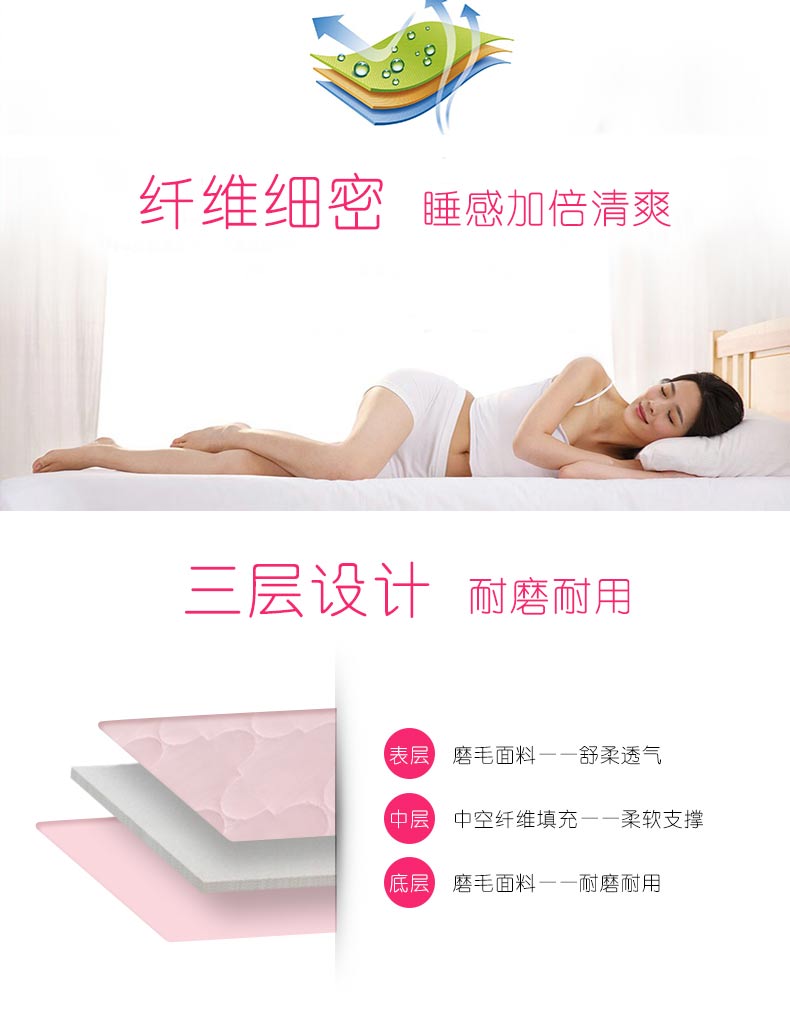 纤维细密 睡感加倍清爽
三层设计 耐磨耐用
表层 磨毛面料——舒柔透气
中层 中空纤维填充——柔软支撑
底层 磨毛面料——耐磨耐用